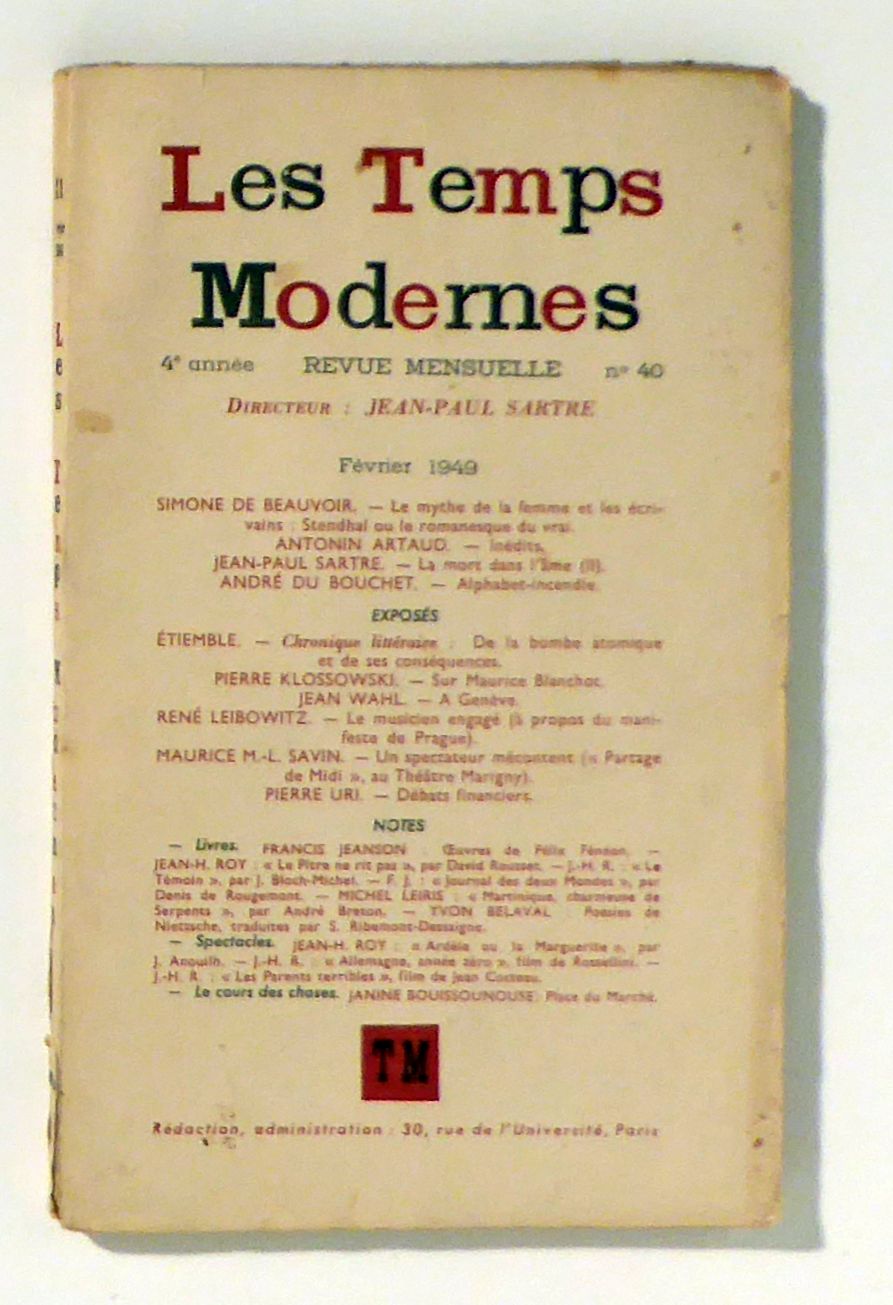 Les Temps
Modernes
4e année REVUE MENSUELLE no 40
DIRECTEUR : JEAN-PAUL SARTRE
Février 1949
SIMONE DE BEAUVOIR. — Le mythe de la femme et les écri-
vains : Stendhal ou le romanesque du vrai.
ANTONIN ARTAUD. — Inédits.
JEAN-PAUL SARTRE. — La mort dans l'âme (II).
ANDRÉ DU BOUCHET. — Alphabet-incendie.
EXPOSÉS
ÉTIEMBLE. — Chronique littéraire : De la bombe atomique
et de ses conséquences.
PIERRE KLOSSOWSKI. — Sur Maurice Blanchot.
JEAN WAHL. — A Genève.
RENÉ LEIBOWITZ. — Le musicien engagé (à propos du mani-
feste de Prague).
MAURICE M.-L. SAVIN. — Un spectateur mécontent (« Partage
de Midi », au Théâtre Marigny).
PIERRE URI. — Débats financiers.
NOTES
— Livres. FRANCIS JEANSON : Œuvres de Félix Fénéon. —
JEAN-H. ROY : « Le Pitre ne rit pas », par David Rousset. — J.-H. R. : « Le
Témoin », par J. Bloch-Michel. — F. J. : « Journal des deux Mondes », par
Denis de Rougemont. — MICHEL LEIRIS : « Martinique, charmeuse de
Serpents », par André Breton. — YVON BELAVAL : Poésies de
Nietzsche, traduites par S. Ribemont-Dessaigne.
— Spectacles. JEAN-H. ROY : « Ardèle ou la Marguerite », par
J. Anouilh. — J.-H. R. : « Allemagne, année zéro », film de Rossellini. —
J.-H. R. : « Les Parents terribles », film de Jean Cocteau.
— Le cours des choses. JANINE BOUISSOUNOUSE : Place du Marché.
TM
Rédaction, administration : 30, rue de l'Université, Paris
Les Temps